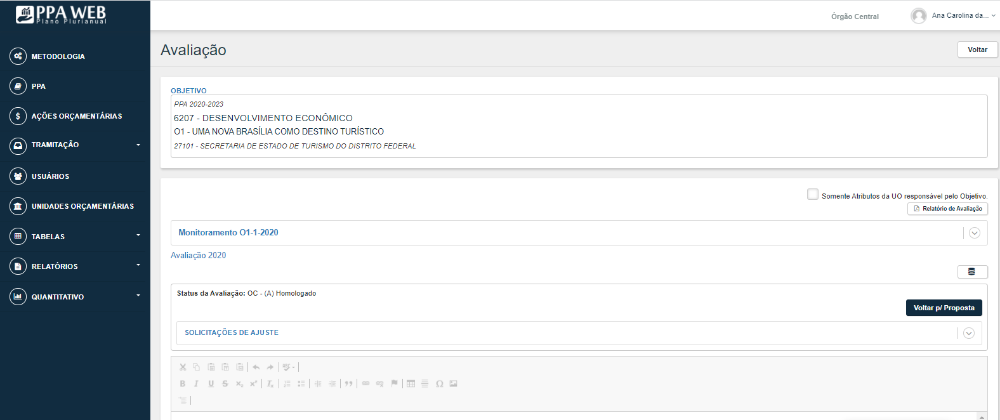 PPA WEB
Plano Plurianual
Órgão Central
Ana Carolina da...
METODOLOGIA
PPA
AÇÕES ORÇAMENTÁRIAS
TRAMITAÇÃO
USUÁRIOS
UNIDADES ORÇAMENTÁRIAS
TABELAS
RELATÓRIOS
QUANTITATIVO
Avaliação
Voltar
OBJETIVO
PPA 2020-2023
6207 - DESENVOLVIMENTO ECONÔMICO
O1 - UMA NOVA BRASÍLIA COMO DESTINO TURÍSTICO
27101 - SECRETARIA DE ESTADO DE TURISMO DO DISTRITO FEDERAL
Somente Atributos da UO responsável pelo Objetivo.
Relatório de Avaliação
Monitoramento O1-1-2020
Avaliação 2020
Status da Avaliação: OC - (A) Homologado
Voltar p/ Proposta
SOLICITAÇÕES DE AJUSTE